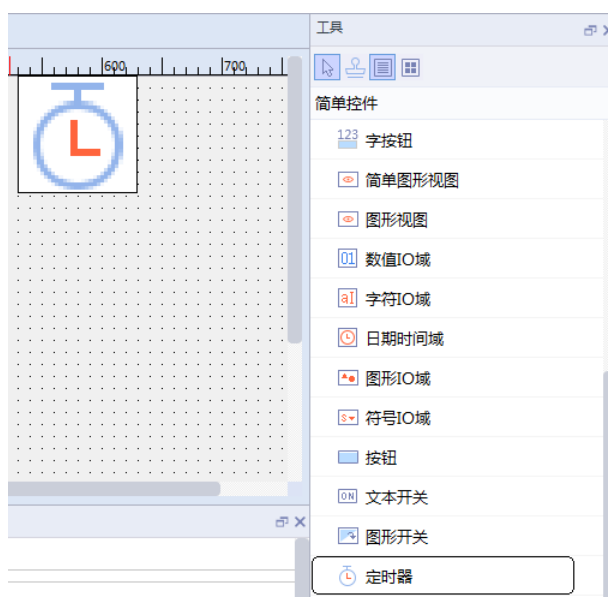 工具
600
700
简单控件
123 字按钮
简单图形视图
图形视图
01 数值IO域
aI 字符IO域
日期时间域
图形IO域
S 符号IO域
按钮
ON 文本开关
图形开关
定时器